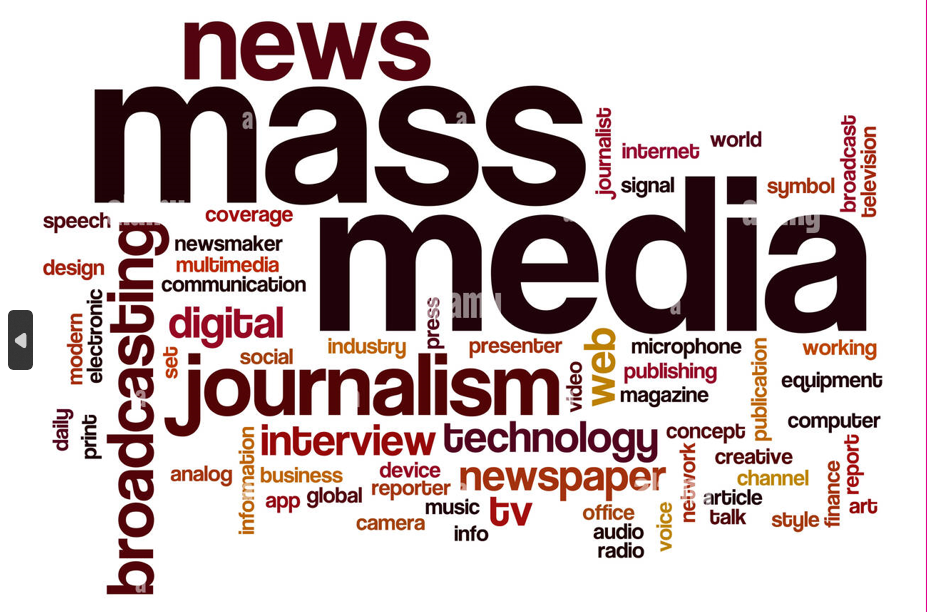 news
mass
media
journalist
internet
world
broadcast
television
signal
symbol
speech
coverage
broadcasting
newsmaker
design
multimedia
communication
modern
electronic
digital
press
set
social
industry
presenter
web
microphone
publication
working
journalism
video
publishing
magazine
equipment
daily
print
computer
interview
technology
concept
information
analog
business
device
newspaper
network
creative
report
channel
finance
app
global
reporter
article
art
music
tv
office
voice
talk
style
camera
info
audio
radio